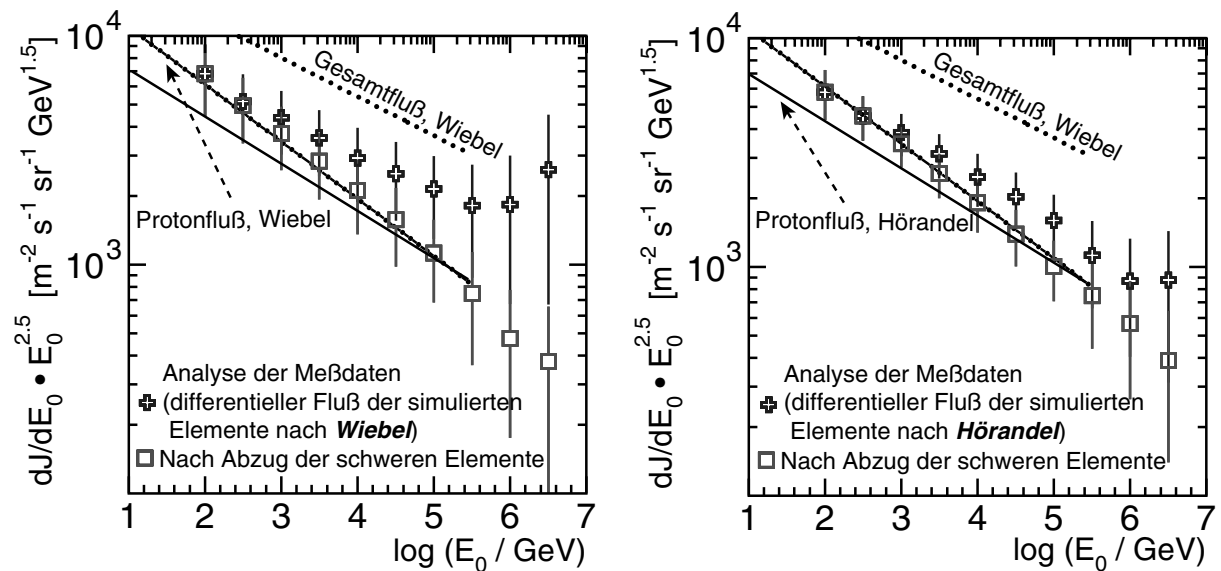 dJ/dE₀ • E₀^2.5 [m^-2 s^-1 sr^-1 GeV^1.5]
10^4
10^3
Gesamtfluß, Wiebel
Protonfluß, Wiebel
Analyse der Meßdaten
(differentieller Fluß der simulierten
Elemente nach Wiebel)
Nach Abzug der schweren Elemente
1 2 3 4 5 6 7
log (E₀ / GeV)
dJ/dE₀ • E₀^2.5 [m^-2 s^-1 sr^-1 GeV^1.5]
10^4
10^3
Gesamtfluß, Wiebel
Protonfluß, Hörandel
Analyse der Meßdaten
(differentieller Fluß der simulierten
Elemente nach Hörandel)
Nach Abzug der schweren Elemente
1 2 3 4 5 6 7
log (E₀ / GeV)